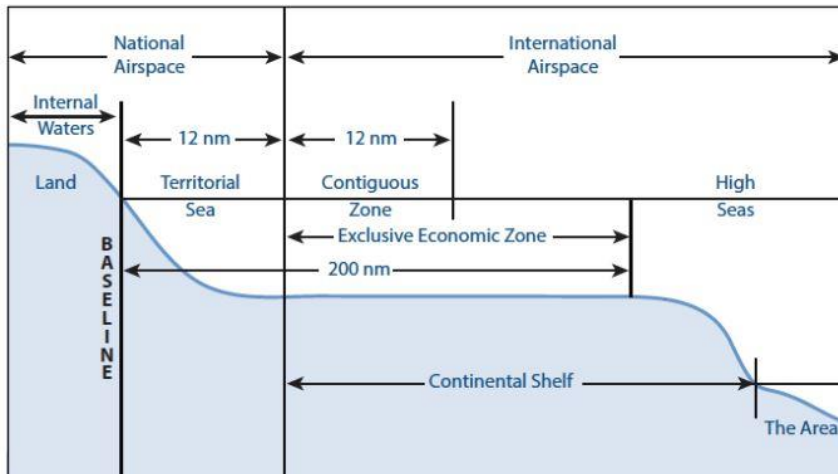 National
Airspace
International
Airspace
Internal
Waters
12 nm
12 nm
Land
Territorial
Sea
Contiguous
Zone
High
Seas
Exclusive Economic Zone
200 nm
BASELINE
Continental Shelf
The Area